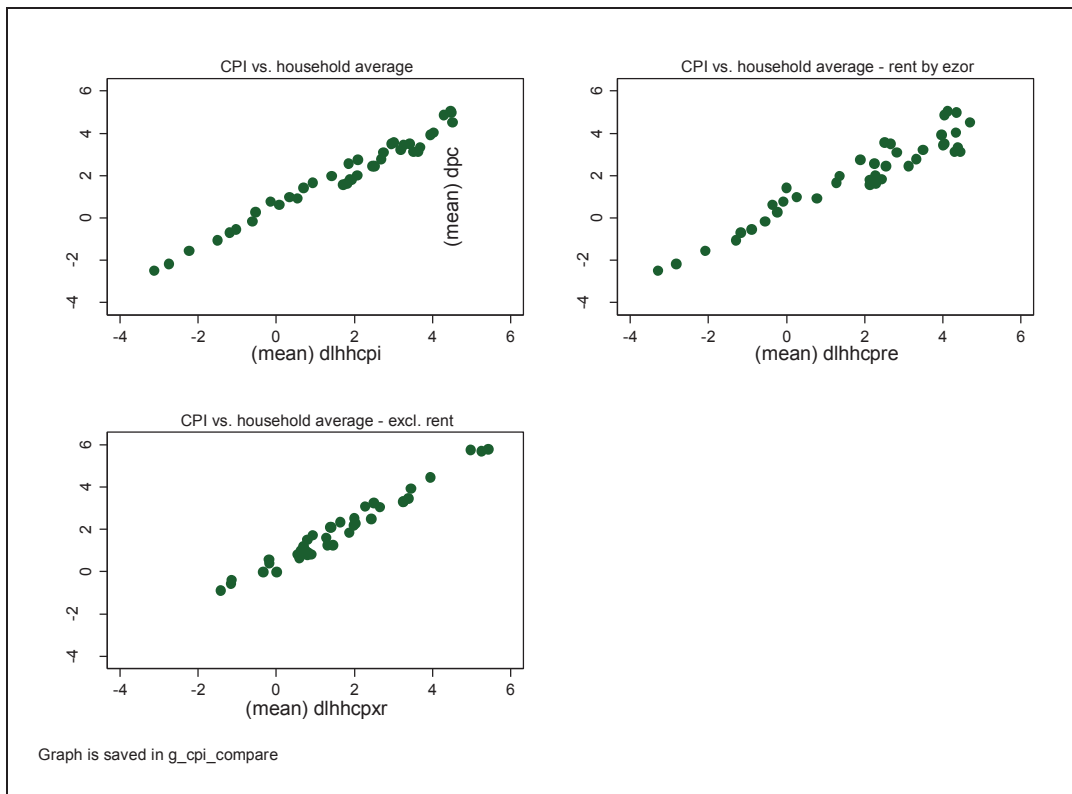 CPI vs. household average
6
4
2
0
-2
-4
(mean) dpc
-4 -2 0 2 4 6
(mean) dlhhcpi
CPI vs. household average - rent by ezor
6
4
2
0
-2
-4
-4 -2 0 2 4 6
(mean) dlhhcpre
CPI vs. household average - excl. rent
6
4
2
0
-2
-4
-4 -2 0 2 4 6
(mean) dlhhcpxr
Graph is saved in g_cpi_compare